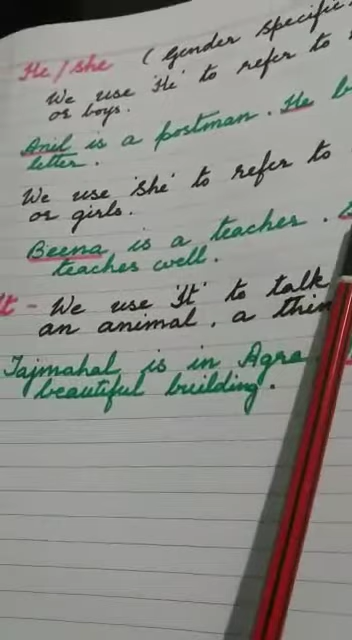 He / she ( Gender specific
We use 'He' to refer to
or boys.
Anil is a postman. He b
letter.
We use 'she' to refer to
or girls.
Beena is a teacher.
teaches well.
It - We use 'It' to talk
an animal, a thin
Tajmahal is in Agra
beautiful building.